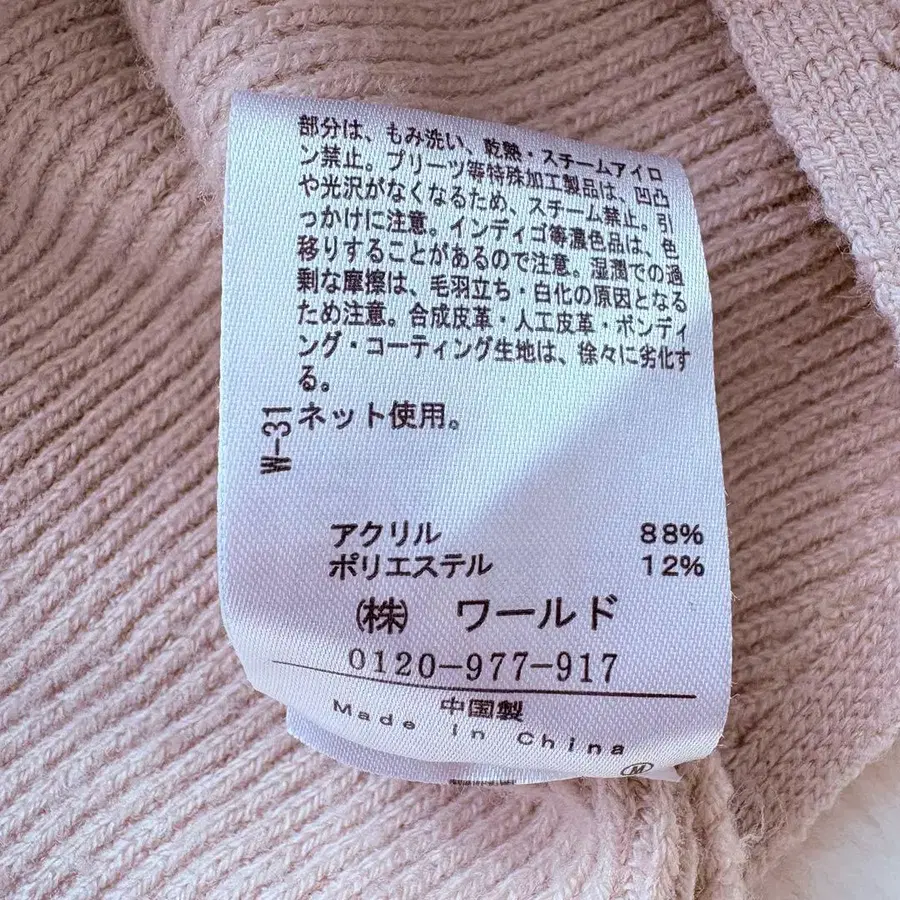 部分は、もみ洗い、乾熱・スチームアイロ
ン禁止。プリーツ等特殊加工製品は、凹凸
や光沢がなくなるため、スチーム禁止。引
っかけに注意。インディゴ等濃色品は、色
移りすることがあるので注意。湿潤での過
剰な摩擦は、毛羽立ち・白化の原因となる
ため注意。合成皮革・人工皮革・ボンディ
ング・コーティング生地は、徐々に劣化す
る。
ネット使用。
W-31
アクリル 88%
ポリエステル 12%
(株) ワールド
0120-977-917
中国製
Made in China
M